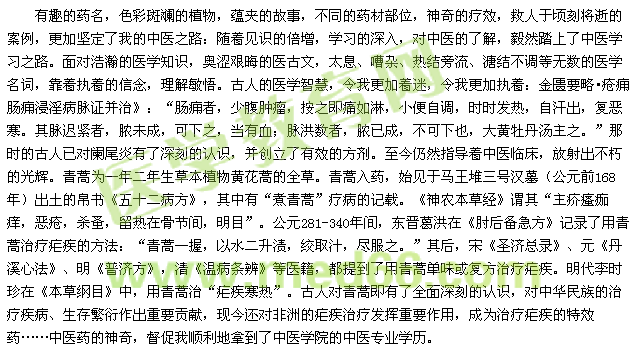 有趣的药名，色彩斑斓的植物，蕴夹的故事，不同的药材部位，神奇的疗效，救人于顷刻将逝的
案例，更加坚定了我的中医之路：随着见识的倍增，学习的深入，对中医的了解，毅然踏上了中医学
习之路。面对浩瀚的医学知识，奥涩艰晦的医古文，太息、嘈杂、热结旁流、溏结不调等无数的医学
名词，靠着执着的信念，理解敏悟。古人的医学智慧，令我更加着迷，令我更加执着：金匮要略·疮痈
肠痈浸淫病脉证并治》：“肠痈者，少腹肿瘤，按之即痛如淋，小便自调，时时发热，自汗出，复恶
寒。其脉迟紧者，脓未成，可下之，当有血；脉洪数者，脓已成，不可下也，大黄牡丹汤主之。”那
时的古人已对阑尾炎有了深刻的认识，并创立了有效的方剂。至今仍然指导着中医临床，放射出不朽
的光辉。青蒿为一年二年生草本植物黄花蒿的全草。青蒿入药，始见于马王堆三号汉墓（公元前168
年）出土的帛书《五十二病方》，其中有“煮青蒿”疗病的记载。《神农本草经》谓其“主疥瘙痂
痒，恶疮，杀虱，留热在骨节间，明目”。公元281-340年间，东晋葛洪在《肘后备急方》记录了用青
蒿治疗疟疾的方法：“青蒿一握，以水二升渍，绞取汁，尽服之。”其后，宋《圣济总录》、元《丹
溪心法》、明《普济方》，清《温病条辨》等医籍，都提到了用青蒿单味或复方治疗疟疾。明代李时
珍在《本草纲目》中，用青蒿治“疟疾寒热”。古人对青蒿即有了全面深刻的认识，对中华民族的治
疗疾病、生存繁衍作出重要贡献，现今还对非洲的疟疾治疗发挥重要作用，成为治疗疟疾的特效
药……中医药的神奇，督促我顺利地拿到了中医学院的中医专业学历。
医学教育网
www.med66.com